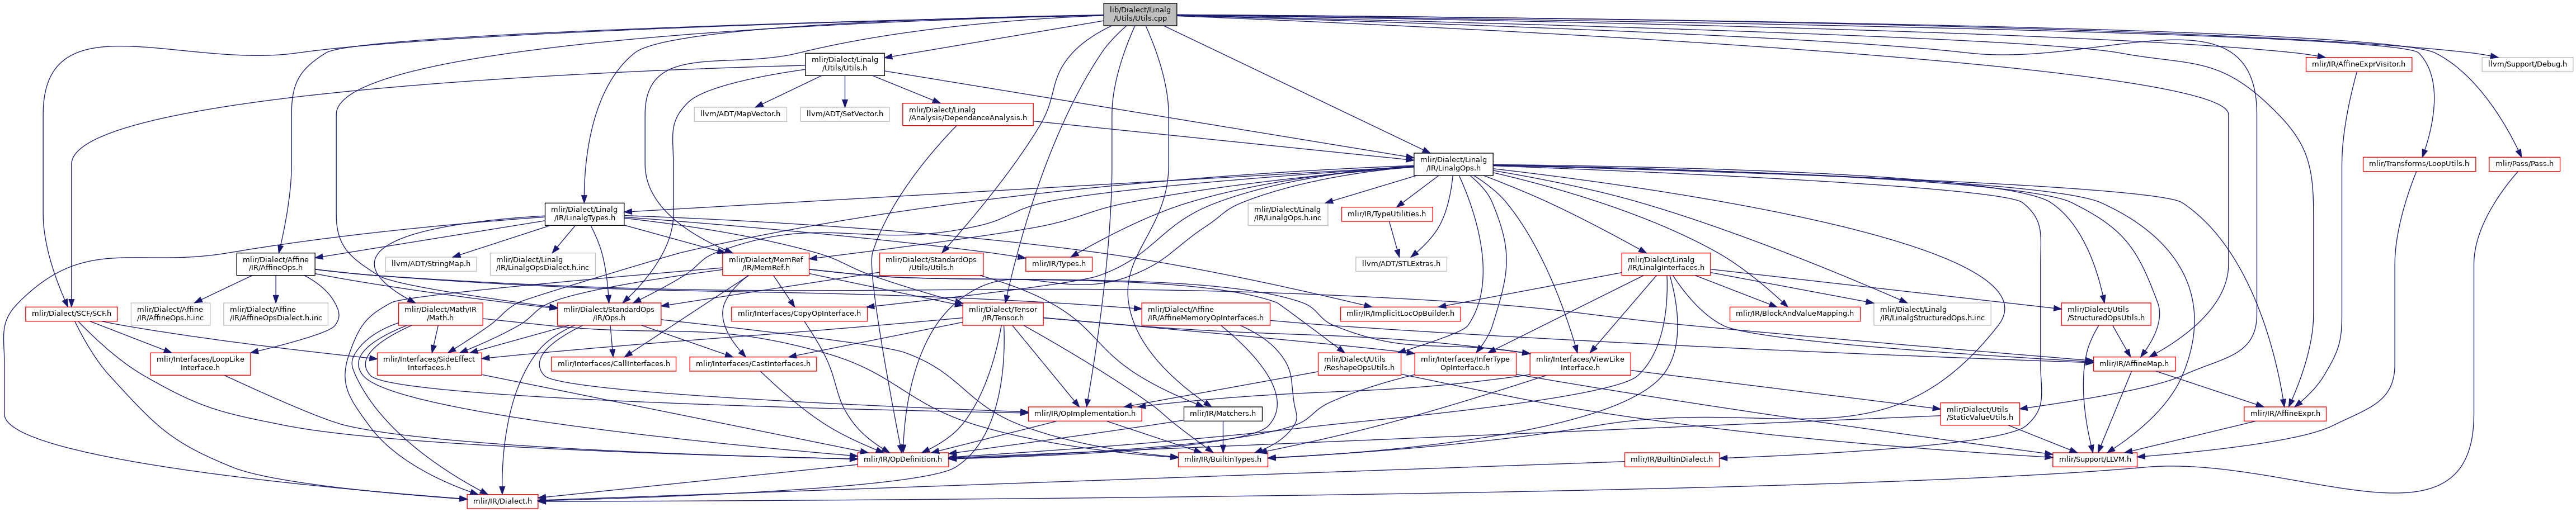 lib/Dialect/Linalg
/Utils/Utils.cpp
mlir/Dialect/Linalg
/Utils/Utils.h
mlir/IR/AffineExprVisitor.h
llvm/Support/Debug.h
llvm/ADT/MapVector.h
llvm/ADT/SetVector.h
mlir/Dialect/Linalg
/Analysis/DependenceAnalysis.h
mlir/Dialect/Linalg
/IR/LinalgOps.h
mlir/Transforms/LoopUtils.h
mlir/Pass/Pass.h
mlir/Dialect/Linalg
/IR/LinalgTypes.h
mlir/Dialect/Linalg
/IR/LinalgOps.h.inc
mlir/IR/TypeUtilities.h
mlir/Dialect/Affine
/IR/AffineOps.h
llvm/ADT/StringMap.h
mlir/Dialect/Linalg
/IR/LinalgOpsDialect.h.inc
mlir/Dialect/MemRef
/IR/MemRef.h
mlir/Dialect/StandardOps
/Utils/Utils.h
mlir/IR/Types.h
llvm/ADT/STLExtras.h
mlir/Dialect/Linalg
/IR/LinalgInterfaces.h
mlir/Dialect/SCF/SCF.h
mlir/Dialect/Affine
/IR/AffineOps.h.inc
mlir/Dialect/Affine
/IR/AffineOpsDialect.h.inc
mlir/Dialect/Math/IR
/Math.h
mlir/Dialect/StandardOps
/IR/Ops.h
mlir/Interfaces/CopyOpInterface.h
mlir/Dialect/Tensor
/IR/Tensor.h
mlir/Dialect/Affine
/IR/AffineMemoryOpInterfaces.h
mlir/IR/ImplicitLocOpBuilder.h
mlir/IR/BlockAndValueMapping.h
mlir/Dialect/Linalg
/IR/LinalgStructuredOps.h.inc
mlir/Dialect/Utils
/StructuredOpsUtils.h
mlir/Interfaces/LoopLike
Interface.h
mlir/Interfaces/SideEffect
Interfaces.h
mlir/Interfaces/CallInterfaces.h
mlir/Interfaces/CastInterfaces.h
mlir/Dialect/Utils
/ReshapeOpsUtils.h
mlir/Interfaces/InferType
OpInterface.h
mlir/Interfaces/ViewLike
Interface.h
mlir/IR/AffineMap.h
mlir/IR/OpImplementation.h
mlir/IR/Matchers.h
mlir/Dialect/Utils
/StaticValueUtils.h
mlir/IR/AffineExpr.h
mlir/IR/OpDefinition.h
mlir/IR/BuiltinTypes.h
mlir/IR/BuiltinDialect.h
mlir/Support/LLVM.h
mlir/IR/Dialect.h